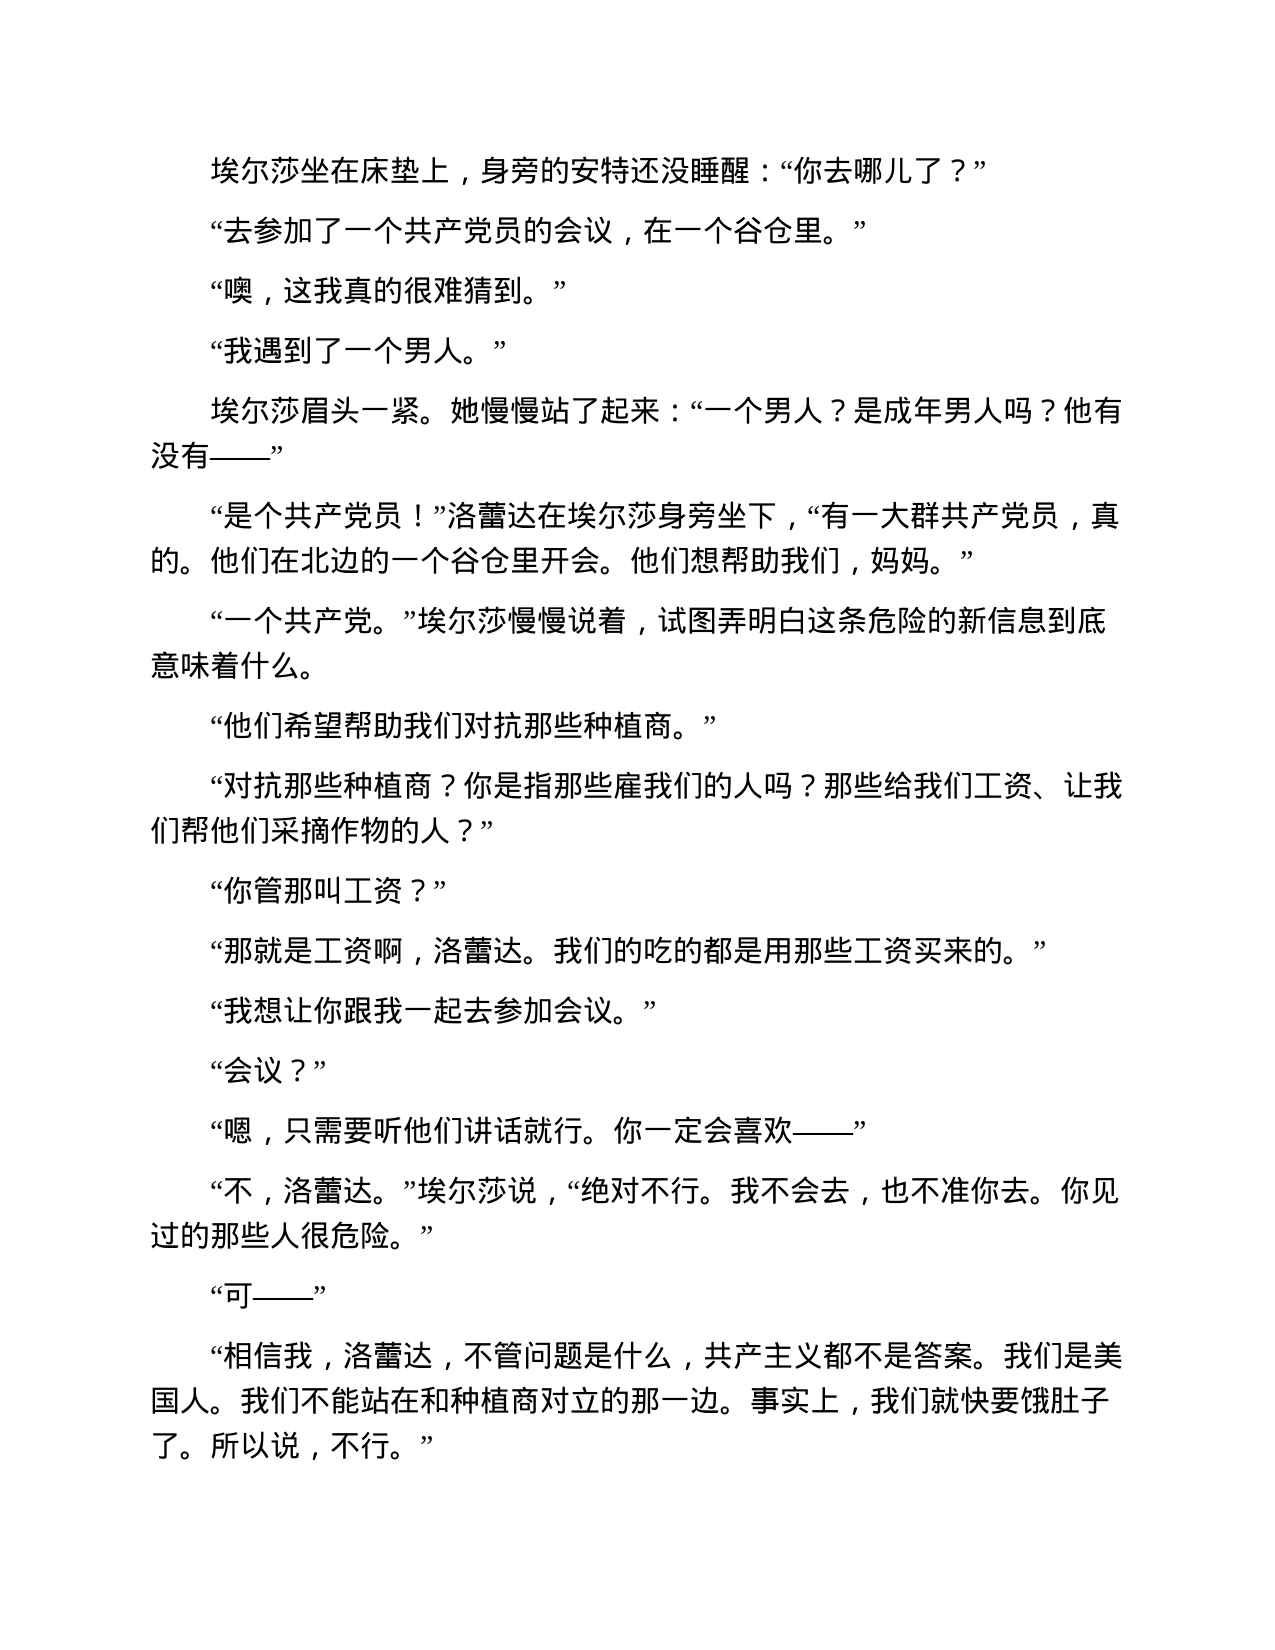 埃尔莎坐在床垫上，身旁的安特还没睡醒：“你去哪儿了？”
“去参加了一个共产党员的会议，在一个谷仓里。”
“噢，这我真的很难猜到。”
“我遇到了一个男人。”
埃尔莎眉头一紧。她慢慢站了起来：“一个男人？是成年男人吗？他有
没有——”
“是个共产党员！”洛蕾达在埃尔莎身旁坐下，“有一大群共产党员，真
的。他们在北边的一个谷仓里开会。他们想帮助我们，妈妈。”
“一个共产党。”埃尔莎慢慢说着，试图弄明白这条危险的新信息到底
意味着什么。
“他们希望帮助我们对抗那些种植商。”
“对抗那些种植商？你是指那些雇我们的人吗？那些给我们工资、让我
们帮他们采摘作物的人？”
“你管那叫工资？”
“那就是工资啊，洛蕾达。我们的吃的都是用那些工资买来的。”
“我想让你跟我一起去参加会议。”
“会议？”
“嗯，只需要听他们讲话就行。你一定会喜欢——”
“不，洛蕾达。”埃尔莎说，“绝对不行。我不会去，也不准你去。你见
过的那些人很危险。”
“可——”
“相信我，洛蕾达，不管问题是什么，共产主义都不是答案。我们是美
国人。我们不能站在和种植商对立的那一边。事实上，我们就快要饿肚子
了。所以说，不行。”